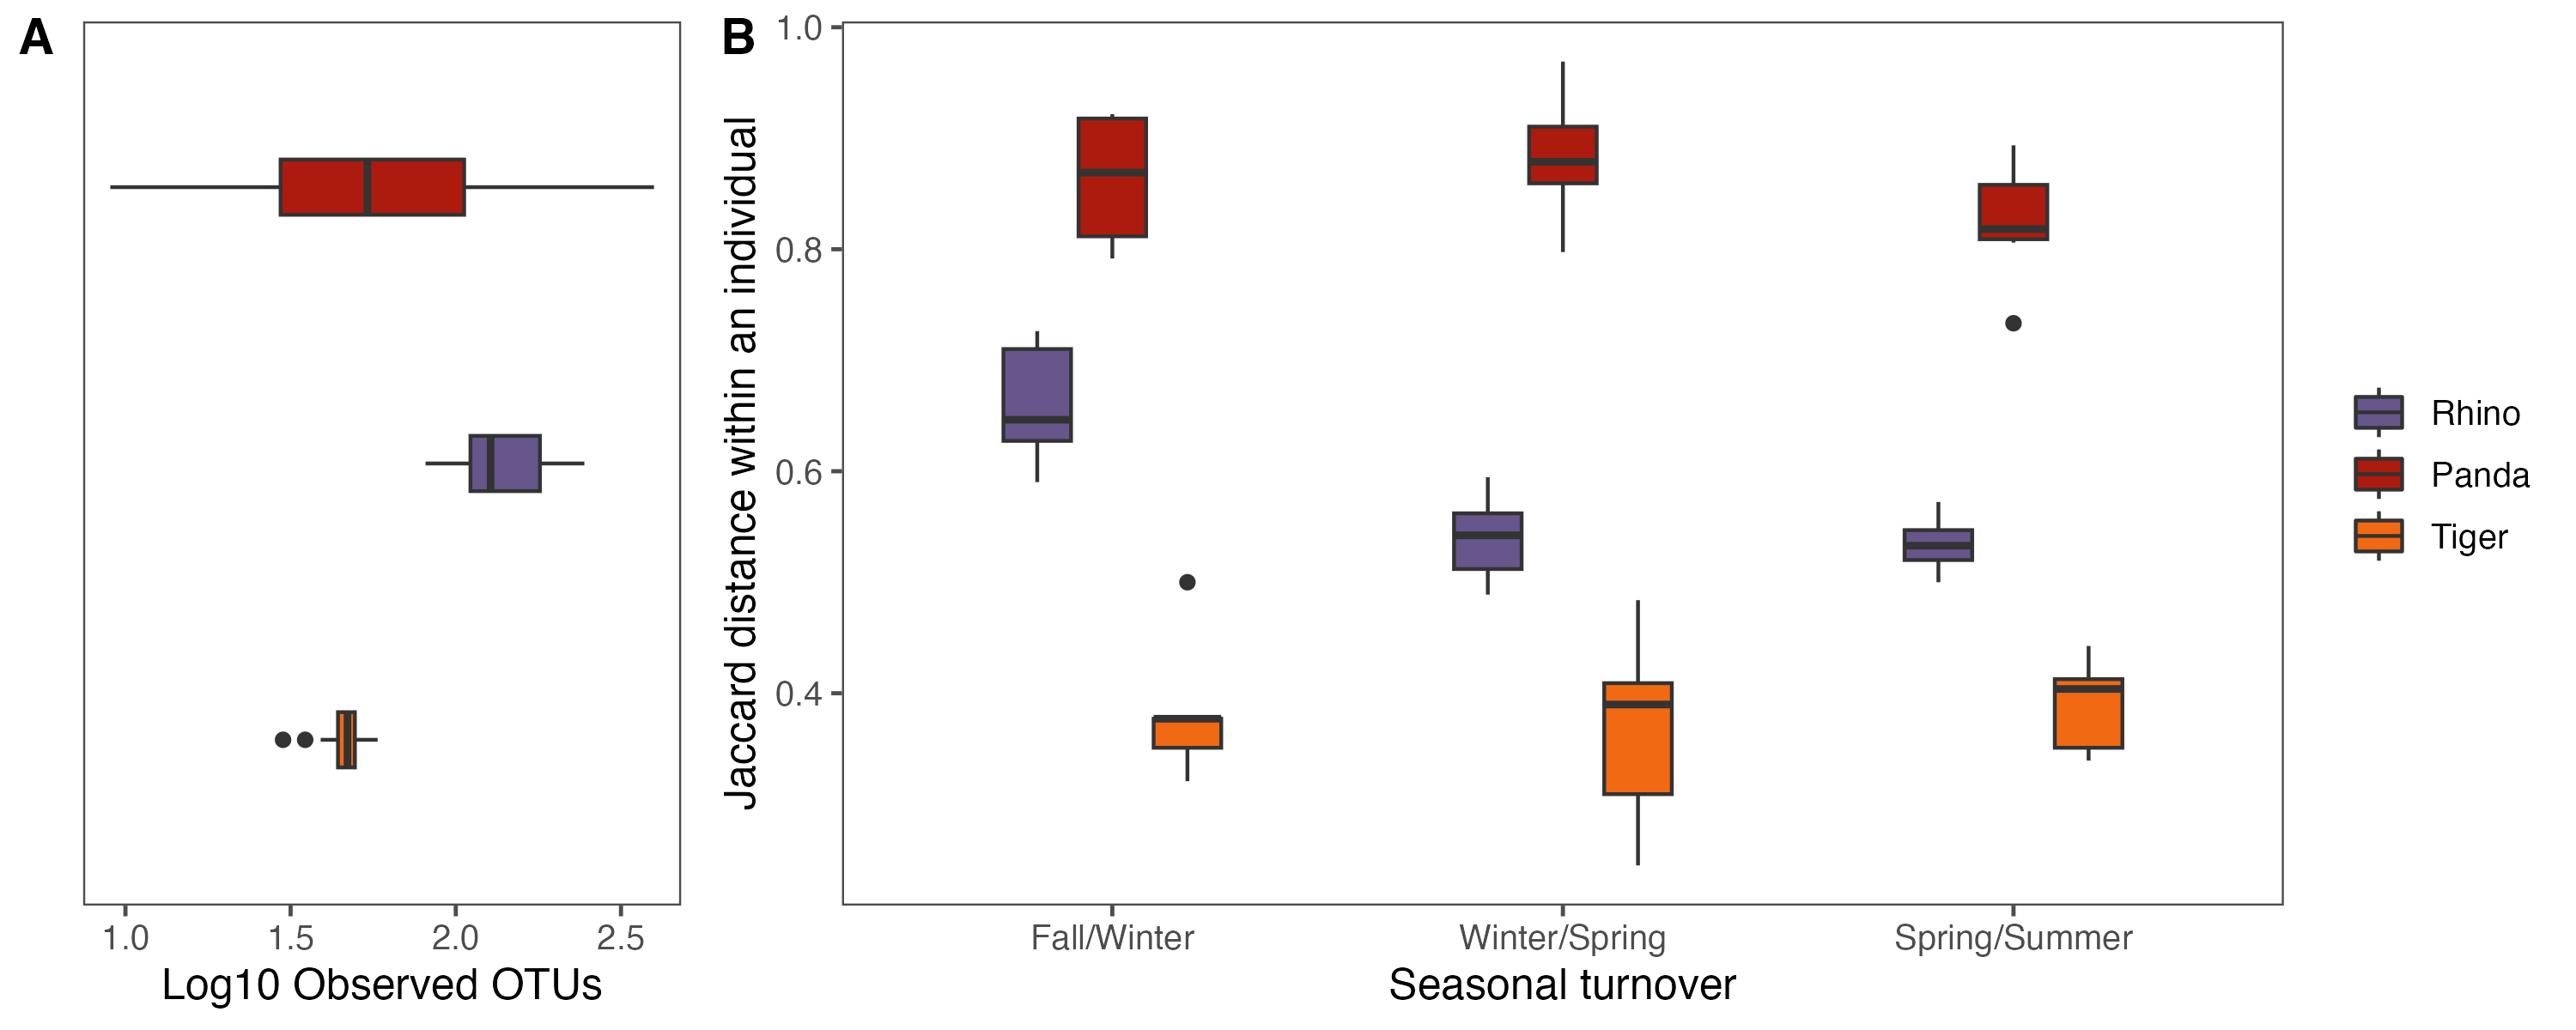 A
1.0 1.5 2.0 2.5
Log10 Observed OTUs
B
Jaccard distance within an individual
1.0
0.8
0.6
0.4
Fall/Winter Winter/Spring Spring/Summer
Seasonal turnover
Rhino
Panda
Tiger